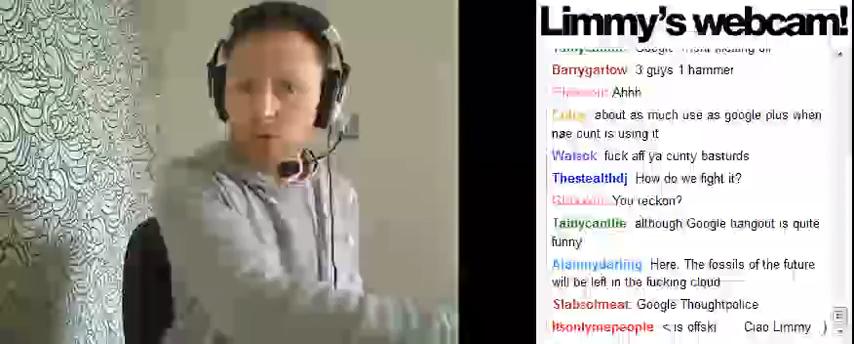 Limmy's webcam!
Barrygarlow 3 guys 1 hammer
Ahhh
about as much use as google plus when
nae cunt is using it
Watsok fuck aff ya cunty basturds
Thestealthdj How do we fight it?
You reckon?
although Google hangout is quite
funny
Alannydarling Here. The fossils of the future
will be left in the fucking cloud
Slabsofmeat: Google Thoughtpolice
Itsonlymepeople < is offski Ciao Limmy )